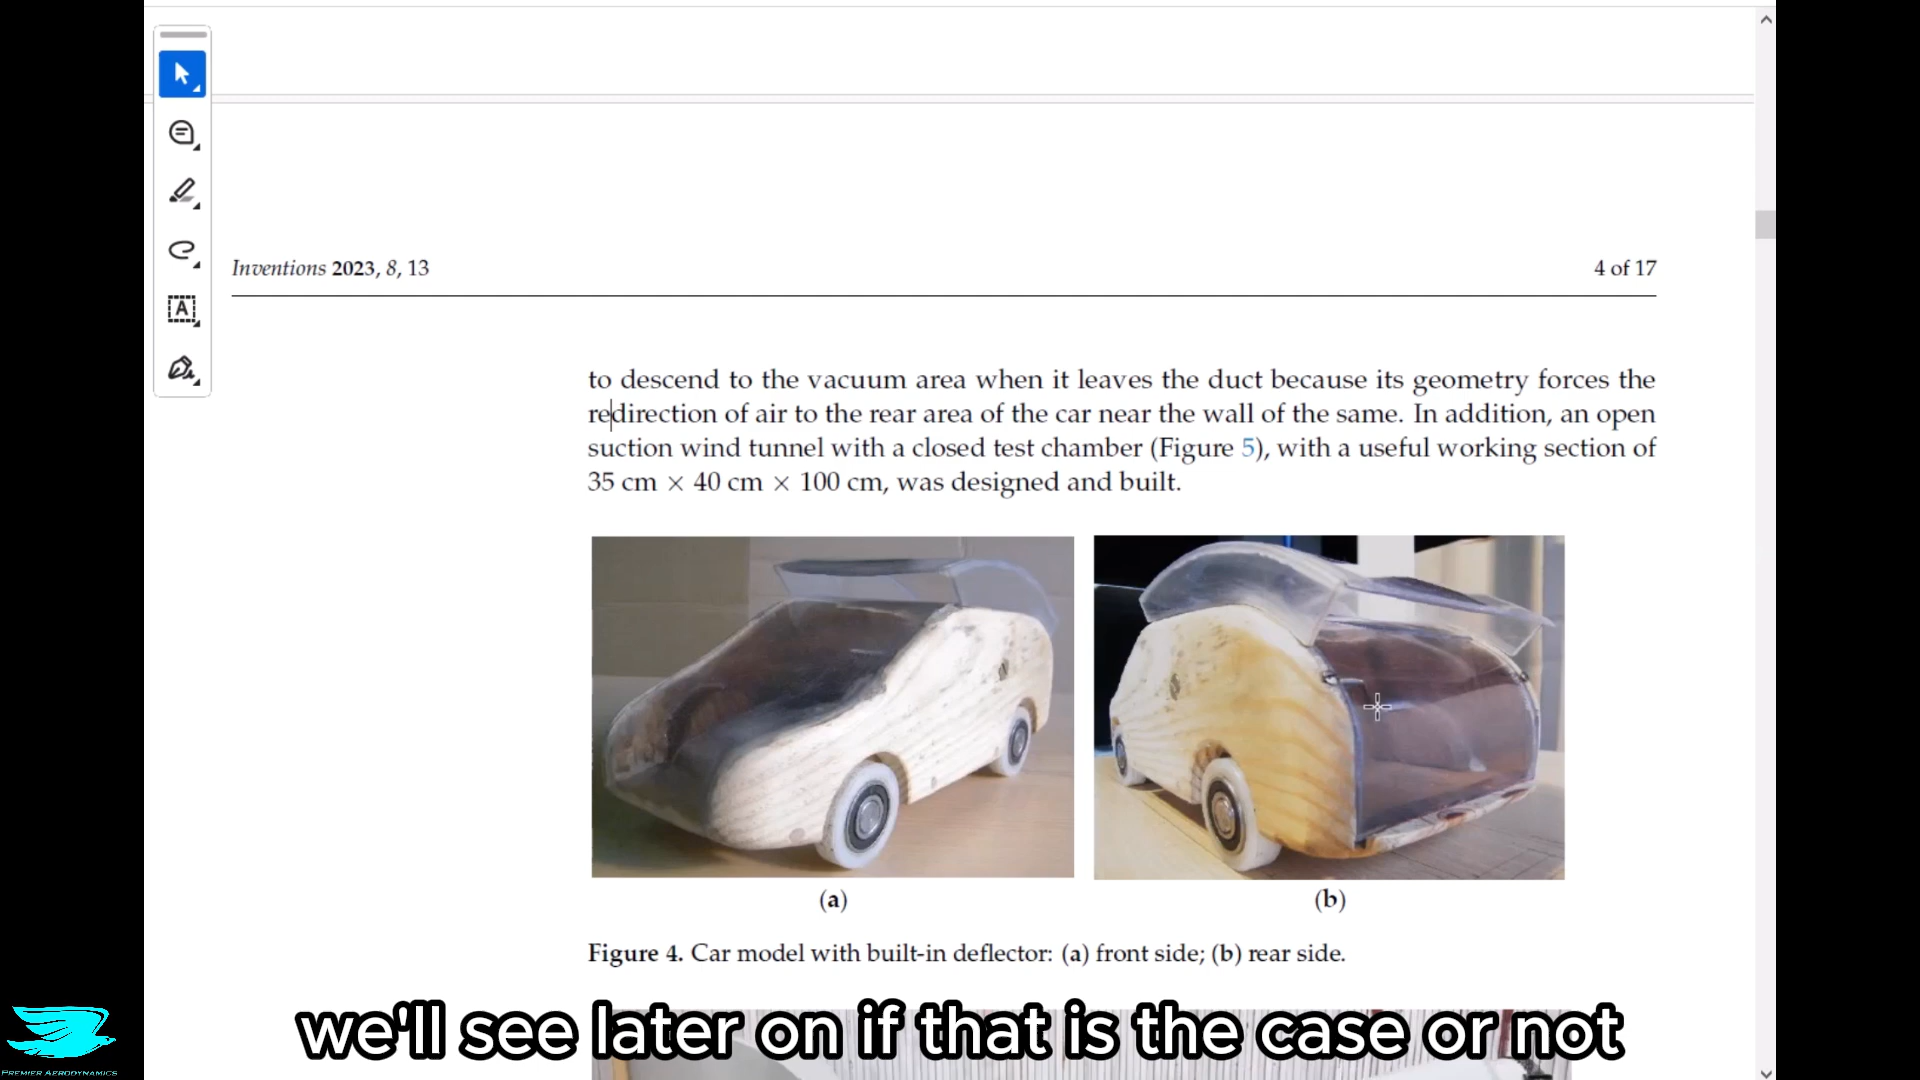 Inventions 2023, 8, 13
4 of 17
to descend to the vacuum area when it leaves the duct because its geometry forces the
redirection of air to the rear area of the car near the wall of the same. In addition, an open
suction wind tunnel with a closed test chamber (Figure 5), with a useful working section of
35 cm × 40 cm × 100 cm, was designed and built.
(a)
(b)
Figure 4. Car model with built-in deflector: (a) front side; (b) rear side.
we'll see later on if that is the case or not
PREMIER AERODYNAMICS